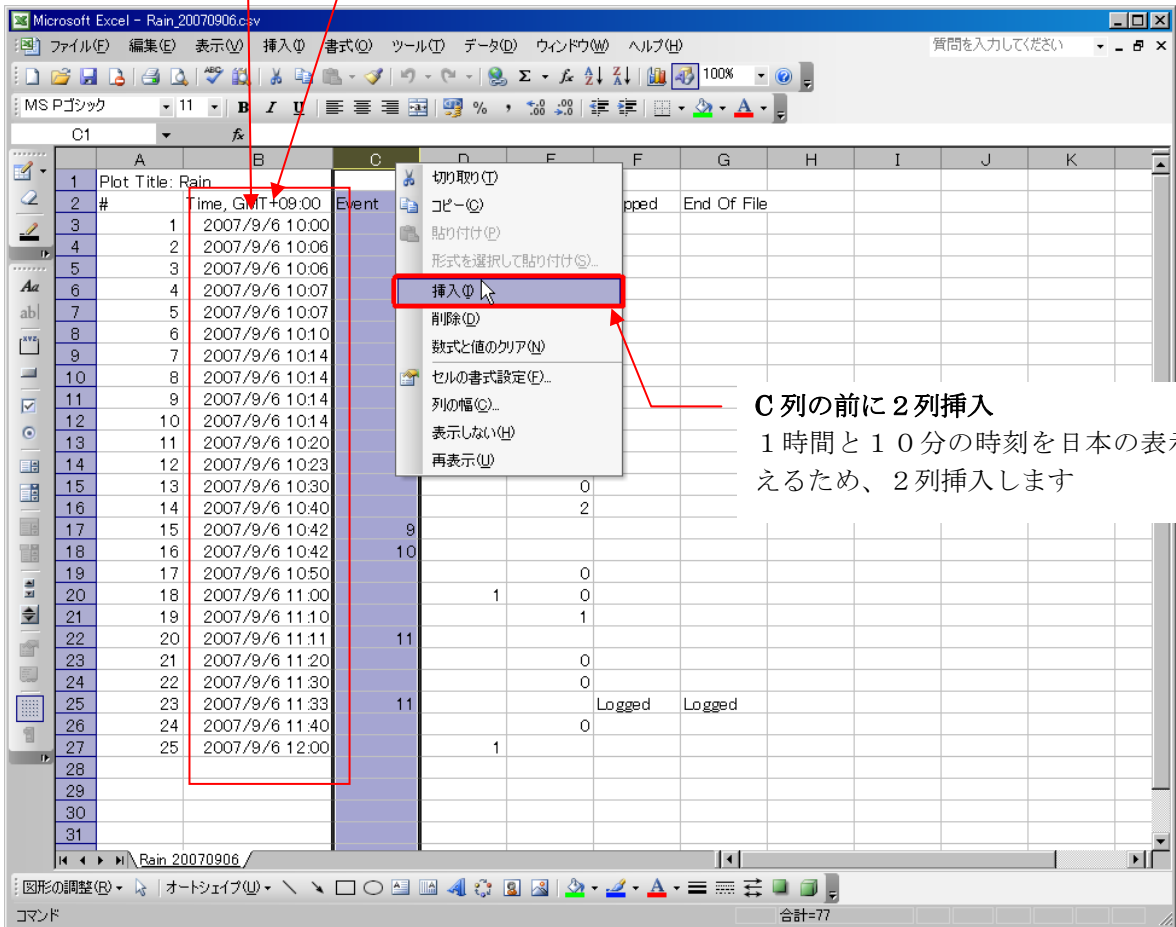 Microsoft Excel - Rain_20070906.csv
ファイル(F) 編集(E) 表示(V) 挿入(I) 書式(O) ツール(T) データ(D) ウィンドウ(W) ヘルプ(H) 質問を入力してください
100%
MS Pゴシック 11 B I U % ,
C1 fx
A B C D E F G H I J K
1 Plot Title: Rain
2 # Time, GMT+09:00 Event pped End Of File
3 1 2007/9/6 10:00
4 2 2007/9/6 10:06
5 3 2007/9/6 10:06
6 4 2007/9/6 10:07
7 5 2007/9/6 10:07
8 6 2007/9/6 10:10
9 7 2007/9/6 10:14
10 8 2007/9/6 10:14
11 9 2007/9/6 10:14
12 10 2007/9/6 10:14
13 11 2007/9/6 10:20
14 12 2007/9/6 10:23
15 13 2007/9/6 10:30 0
16 14 2007/9/6 10:40 2
17 15 2007/9/6 10:42 9
18 16 2007/9/6 10:42 10
19 17 2007/9/6 10:50 0
20 18 2007/9/6 11:00 1 0
21 19 2007/9/6 11:10 1
22 20 2007/9/6 11:11 11
23 21 2007/9/6 11:20 0
24 22 2007/9/6 11:30 0
25 23 2007/9/6 11:33 11 Logged Logged
26 24 2007/9/6 11:40 0
27 25 2007/9/6 12:00 1
28
29
30
31
切り取り(T)
コピー(C)
貼り付け(P)
形式を選択して貼り付け(S)...
挿入(I)
削除(D)
数式と値のクリア(N)
セルの書式設定(F)...
列の幅(C)...
表示しない(H)
再表示(U)
C列の前に2列挿入
１時間と１０分の時刻を日本の表示
えるため、２列挿入します
Rain_20070906
図形の調整(R) オートシェイプ(U)
コマンド 合計=77